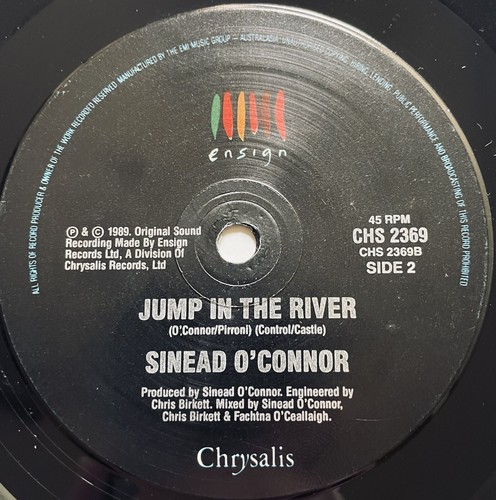 ALL RIGHTS OF RECORD PRODUCER & OWNER OF THE WORK RECORDED RESERVED. MANUFACTURED BY THE EMI MUSIC GROUP – AUSTRALASIA. UNAUTHORISED COPYING, HIRING, LENDING, PUBLIC PERFORMANCE AND BROADCASTING OF THIS RECORD PROHIBITED
ensign
℗ & © 1989. Original Sound
Recording Made By Ensign
Records Ltd, A Division Of
Chrysalis Records, Ltd
45 RPM
CHS 2369
CHS 2369B
SIDE 2
JUMP IN THE RIVER
(O'Connor/Pirroni) (Control/Castle)
SINEAD O'CONNOR
Produced by Sinead O'Connor. Engineered by
Chris Birkett. Mixed by Sinead O'Connor,
Chris Birkett & Fachtna O'Ceallaigh.
Chrysalis